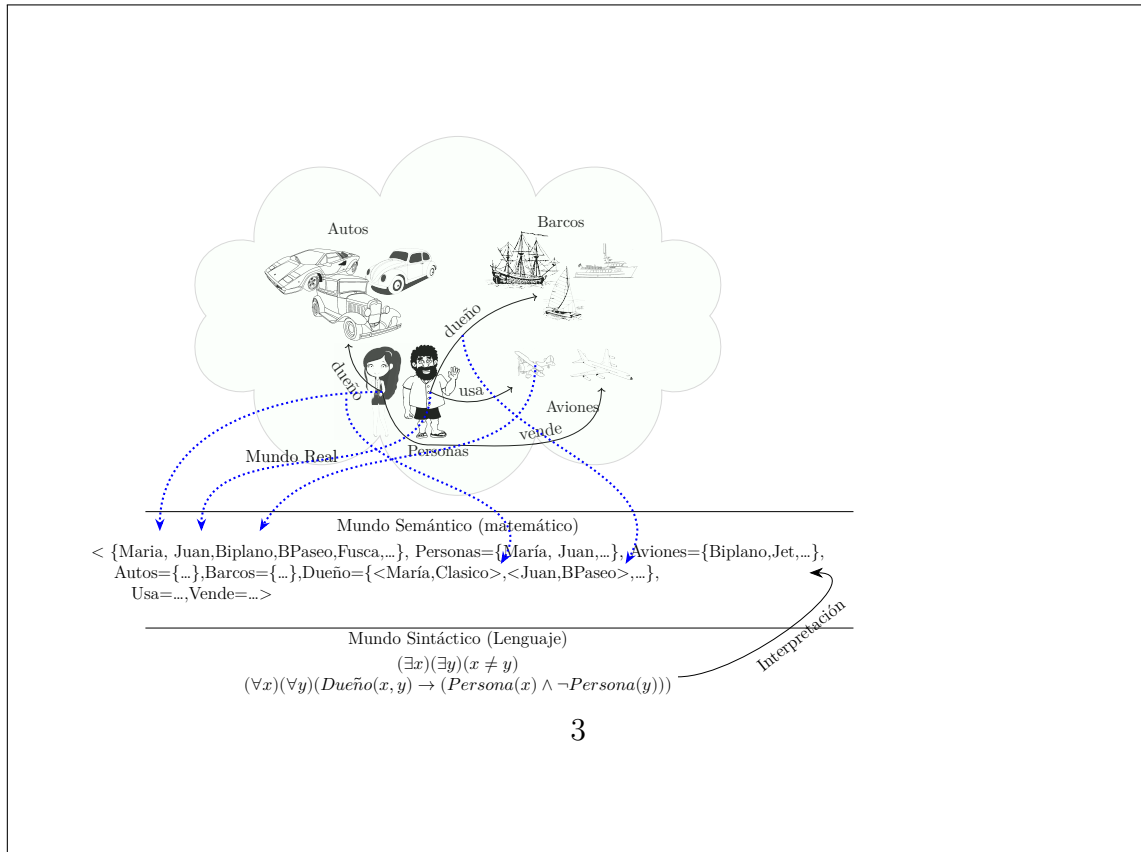 Autos
Barcos
dueño
dueño
usa
Aviones
vende
Personas
Mundo Real
Mundo Semántico (matemático)
< {Maria, Juan,Biplano,BPaseo,Fusca,…}, Personas={María, Juan,…}, Aviones={Biplano,Jet,…},
Autos={…},Barcos={…},Dueño={<María,Clasico>,<Juan,BPaseo>,…},
Usa=…,Vende=…>
Interpretación
Mundo Sintáctico (Lenguaje)
(∃x)(∃y)(x ≠ y)
(∀x)(∀y)(Dueño(x, y) → (Persona(x) ∧ ¬Persona(y)))
3